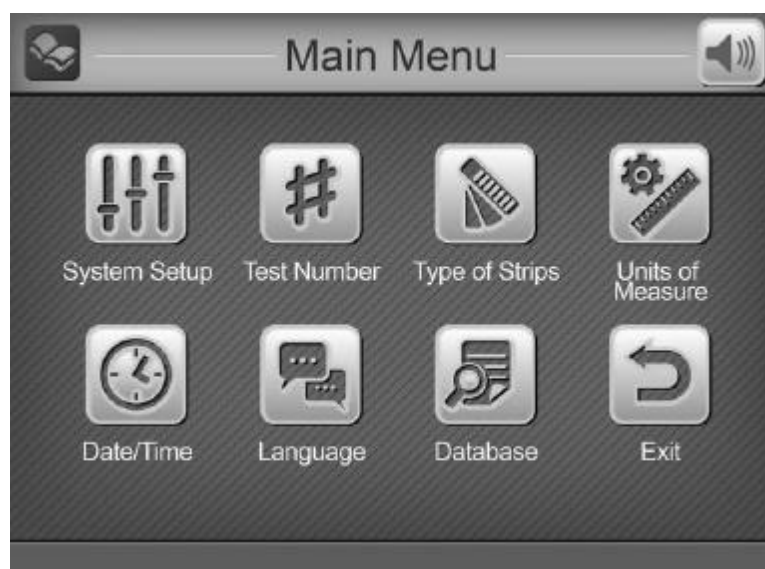 Main Menu
System Setup
Test Number
Type of Strips
Units of
Measure
Date/Time
Language
Database
Exit